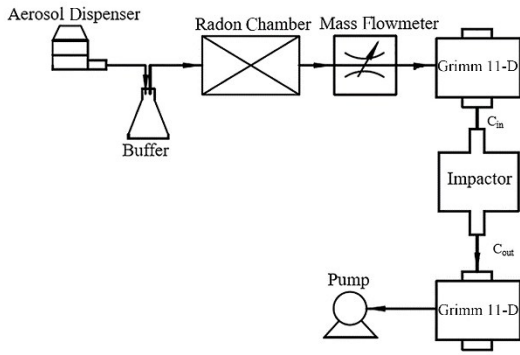 Aerosol Dispenser
Buffer
Radon Chamber
Mass Flowmeter
Grimm 11-D
Cin
Impactor
Cout
Grimm 11-D
Pump